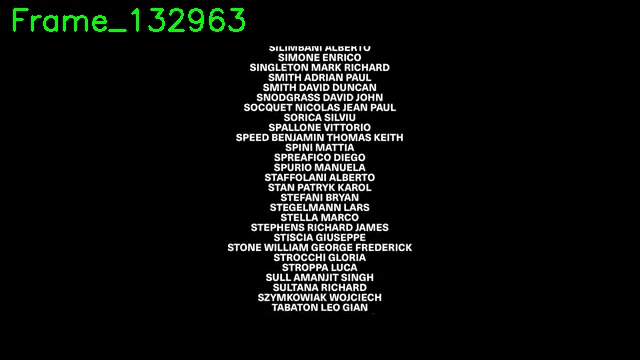 Frame_132963
SILIMBANI ALBERTO
SIMONE ENRICO
SINGLETON MARK RICHARD
SMITH ADRIAN PAUL
SMITH DAVID DUNCAN
SNODGRASS DAVID JOHN
SOCQUET NICOLAS JEAN PAUL
SORICA SILVIU
SPALLONE VITTORIO
SPEED BENJAMIN THOMAS KEITH
SPINI MATTIA
SPREAFICO DIEGO
SPURIO MANUELA
STAFFOLANI ALBERTO
STAN PATRYK KAROL
STEFANI BRYAN
STEGELMANN LARS
STELLA MARCO
STEPHENS RICHARD JAMES
STISCIA GIUSEPPE
STONE WILLIAM GEORGE FREDERICK
STROCCHI GLORIA
STROPPA LUCA
SULL AMANJIT SINGH
SULTANA RICHARD
SZYMKOWIAK WOJCIECH
TABATON LEO GIAN